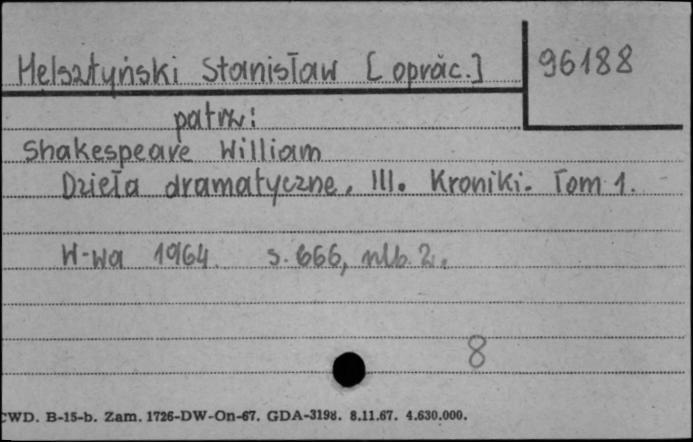 Helsztyński Stanisław [oprac.]
96188
patrz:
Shakespeare William
Dzieła dramatyczne. III. Kroniki. Tom 1.
W-wa 1964. s. 666, nlb. 2.
8
CWD. B-15-b. Zam. 1726-DW-On-67. GDA-3198. 8.11.67. 4.630.000.